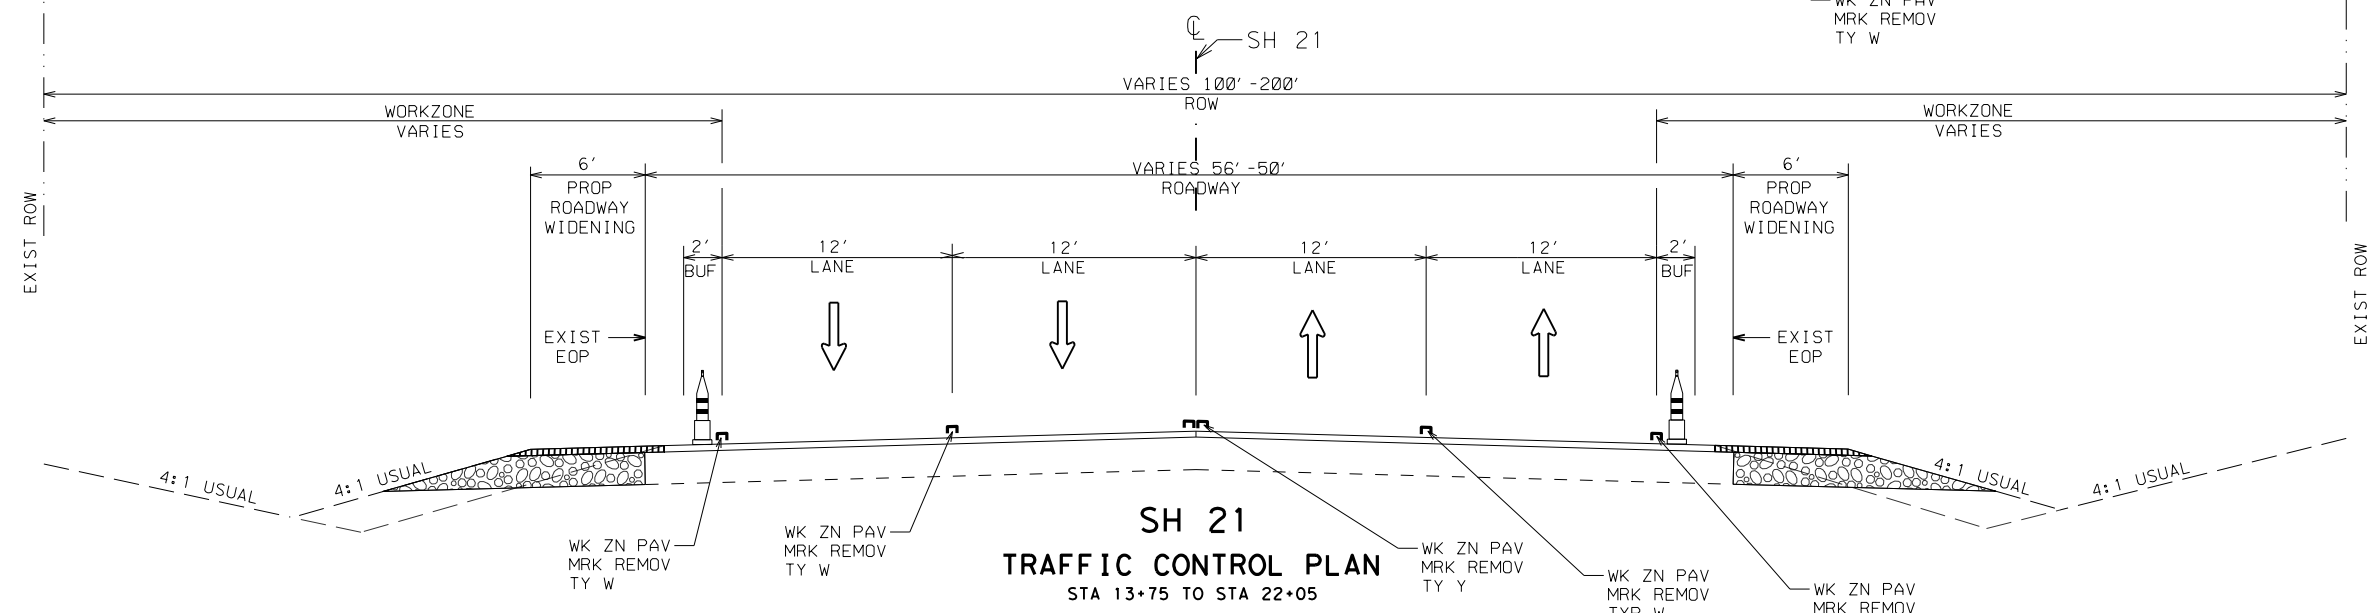 WK ZN PAV
MRK REMOV
TY W
CL
SH 21
VARIES 100' -200'
ROW
WORKZONE
VARIES
WORKZONE
VARIES
6'
PROP
ROADWAY
WIDENING
VARIES 56' -50'
ROADWAY
6'
PROP
ROADWAY
WIDENING
EXIST ROW
EXIST ROW
2'
BUF
12'
LANE
12'
LANE
12'
LANE
12'
LANE
2'
BUF
EXIST
EOP
EXIST
EOP
4:1 USUAL
4:1 USUAL
4:1 USUAL
4:1 USUAL
WK ZN PAV
MRK REMOV
TY W
WK ZN PAV
MRK REMOV
TY W
SH 21
TRAFFIC CONTROL PLAN
STA 13+75 TO STA 22+05
WK ZN PAV
MRK REMOV
TY Y
WK ZN PAV
MRK REMOV
TYP W
WK ZN PAV
MRK REMOV